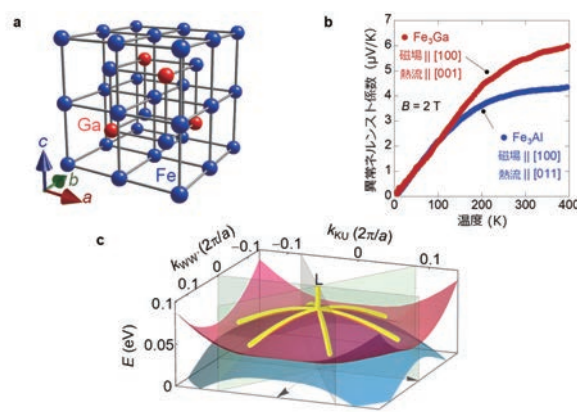 a
Ga
Fe
c
b
a
b
異常ネルンスト係数 (μV/K)
7
6
5
4
3
2
1
0
Fe₃Ga
磁場 || [100]
熱流 || [001]
B = 2 T
Fe₃Al
磁場 || [100]
熱流 || [011]
0 100 200 300 400
温度 (K)
c
kWW' (2π/a)
−0.1
0
0.1
kKU (2π/a)
−0.1
0
0.1
L
E (eV)
0.1
0.05
0